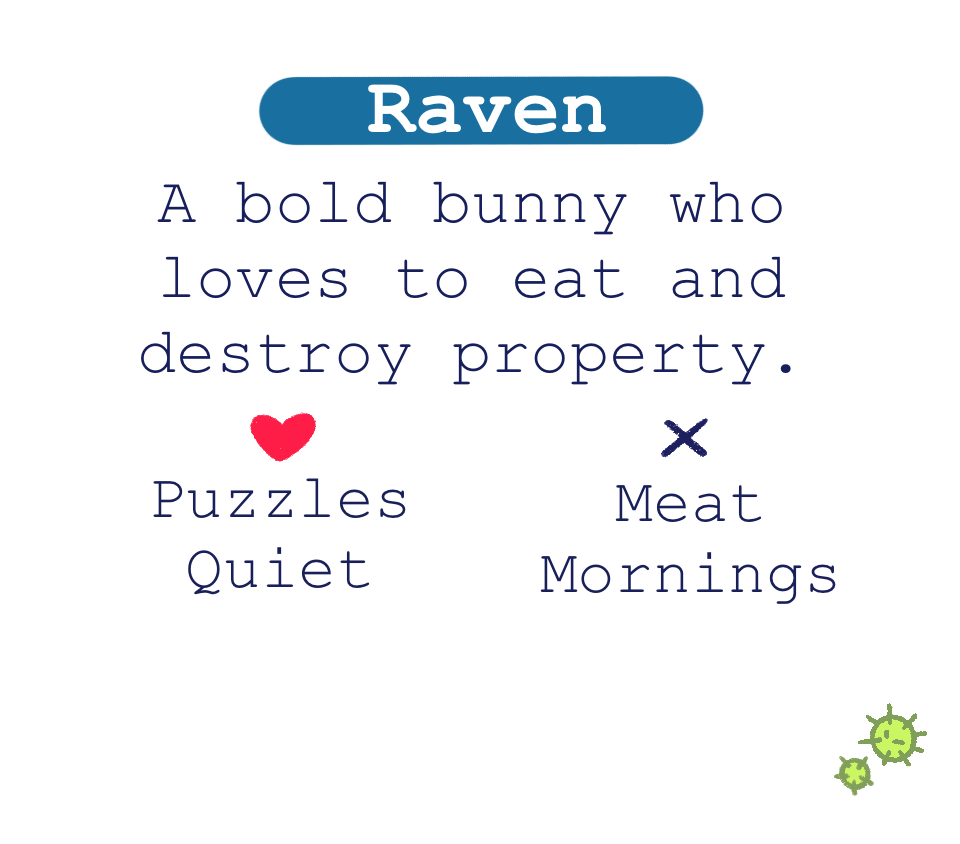 Raven
A bold bunny who
loves to eat and
destroy property.
Puzzles
Quiet
Meat
Mornings